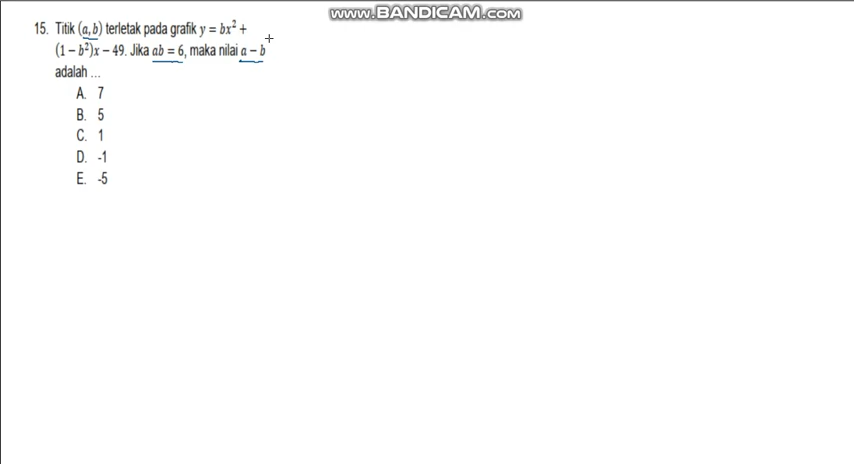 www.BANDICAM.com
15. Titik (a, b) terletak pada grafik y = bx² +
(1 − b²)x − 49. Jika ab = 6, maka nilai a − b
adalah ...
A. 7
B. 5
C. 1
D. -1
E. -5